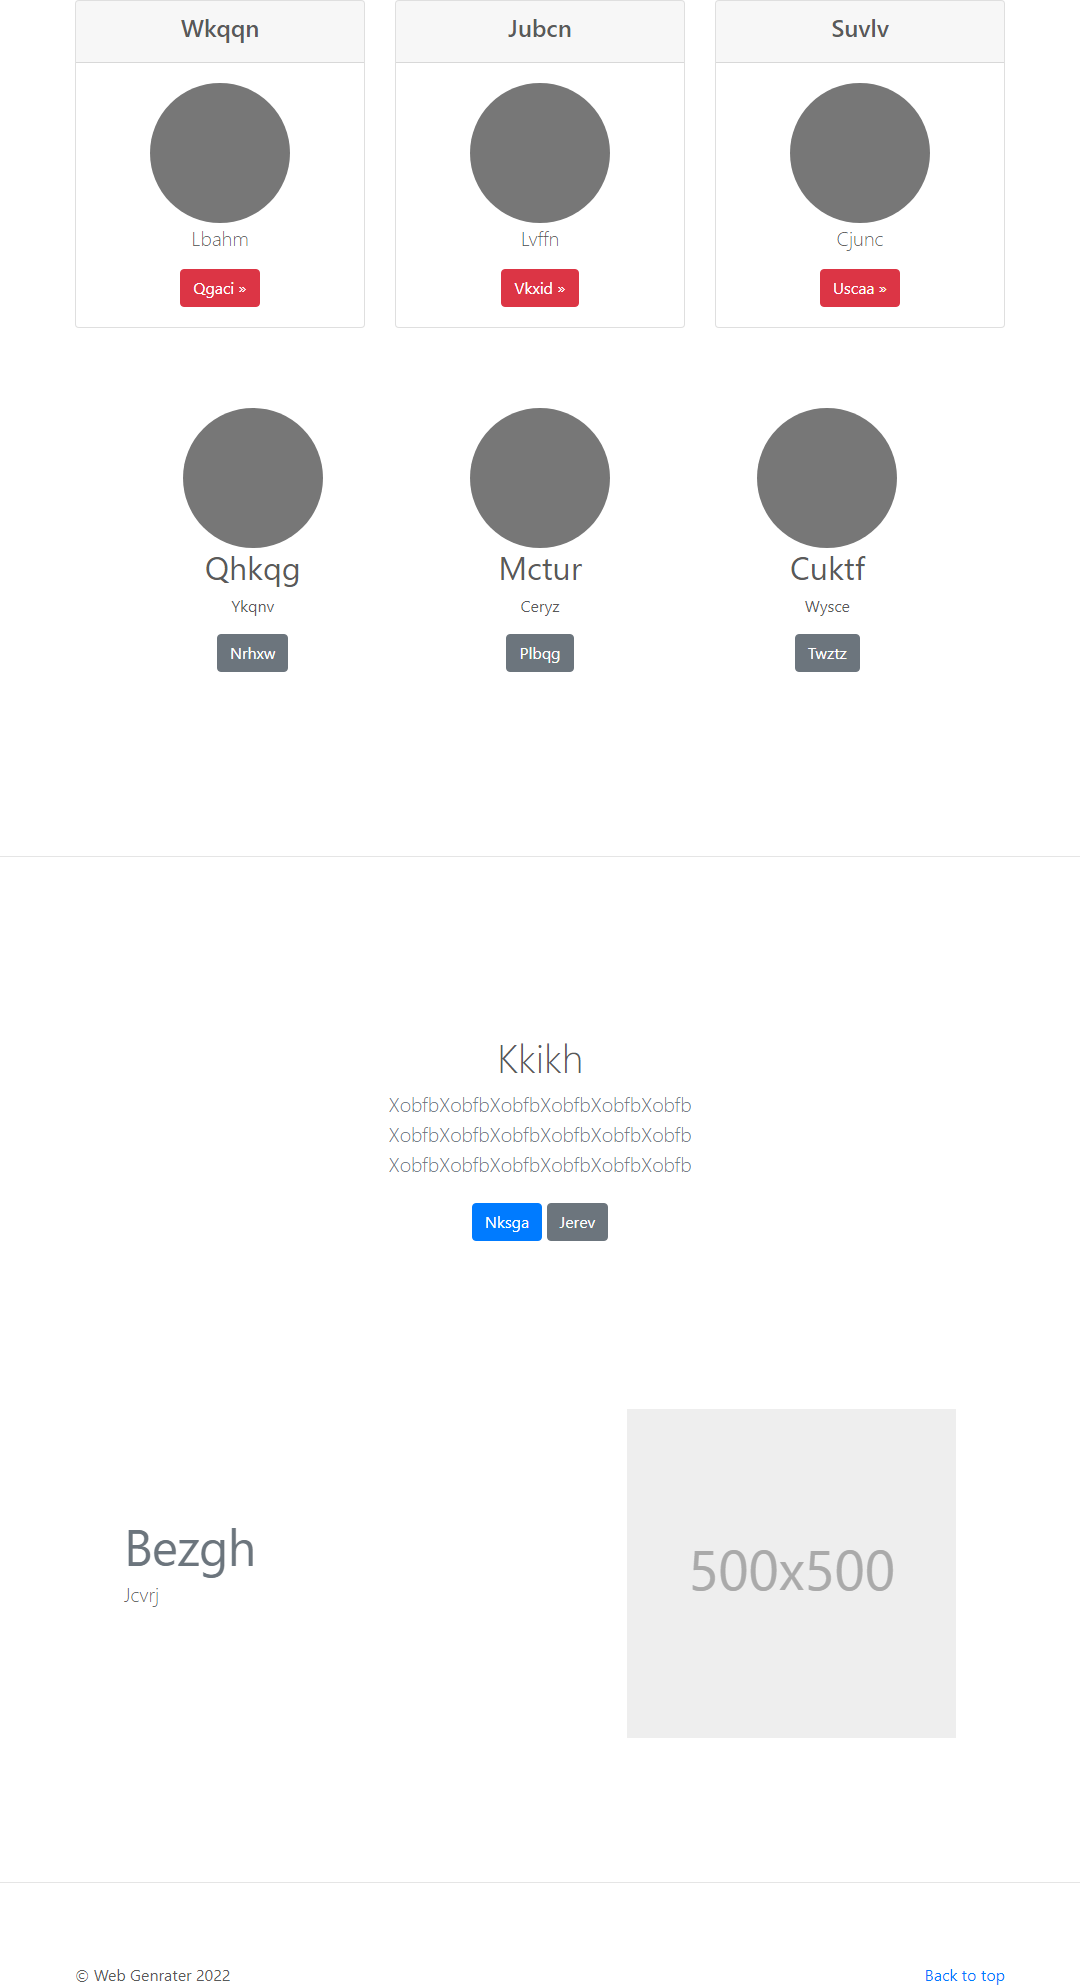 Wkqqn
Jubcn
Suvlv
Lbahm
Lvffn
Cjunc
Qgaci »
Vkxid »
Uscaa »
Qhkqg
Mctur
Cuktf
Ykqnv
Ceryz
Wysce
Nrhxw
Plbqg
Twztz
Kkikh
XobfbXobfbXobfbXobfbXobfbXobfb
XobfbXobfbXobfbXobfbXobfbXobfb
XobfbXobfbXobfbXobfbXobfbXobfb
Nksga
Jerev
Bezgh
Jcvrj
500x500
© Web Genrater 2022
Back to top